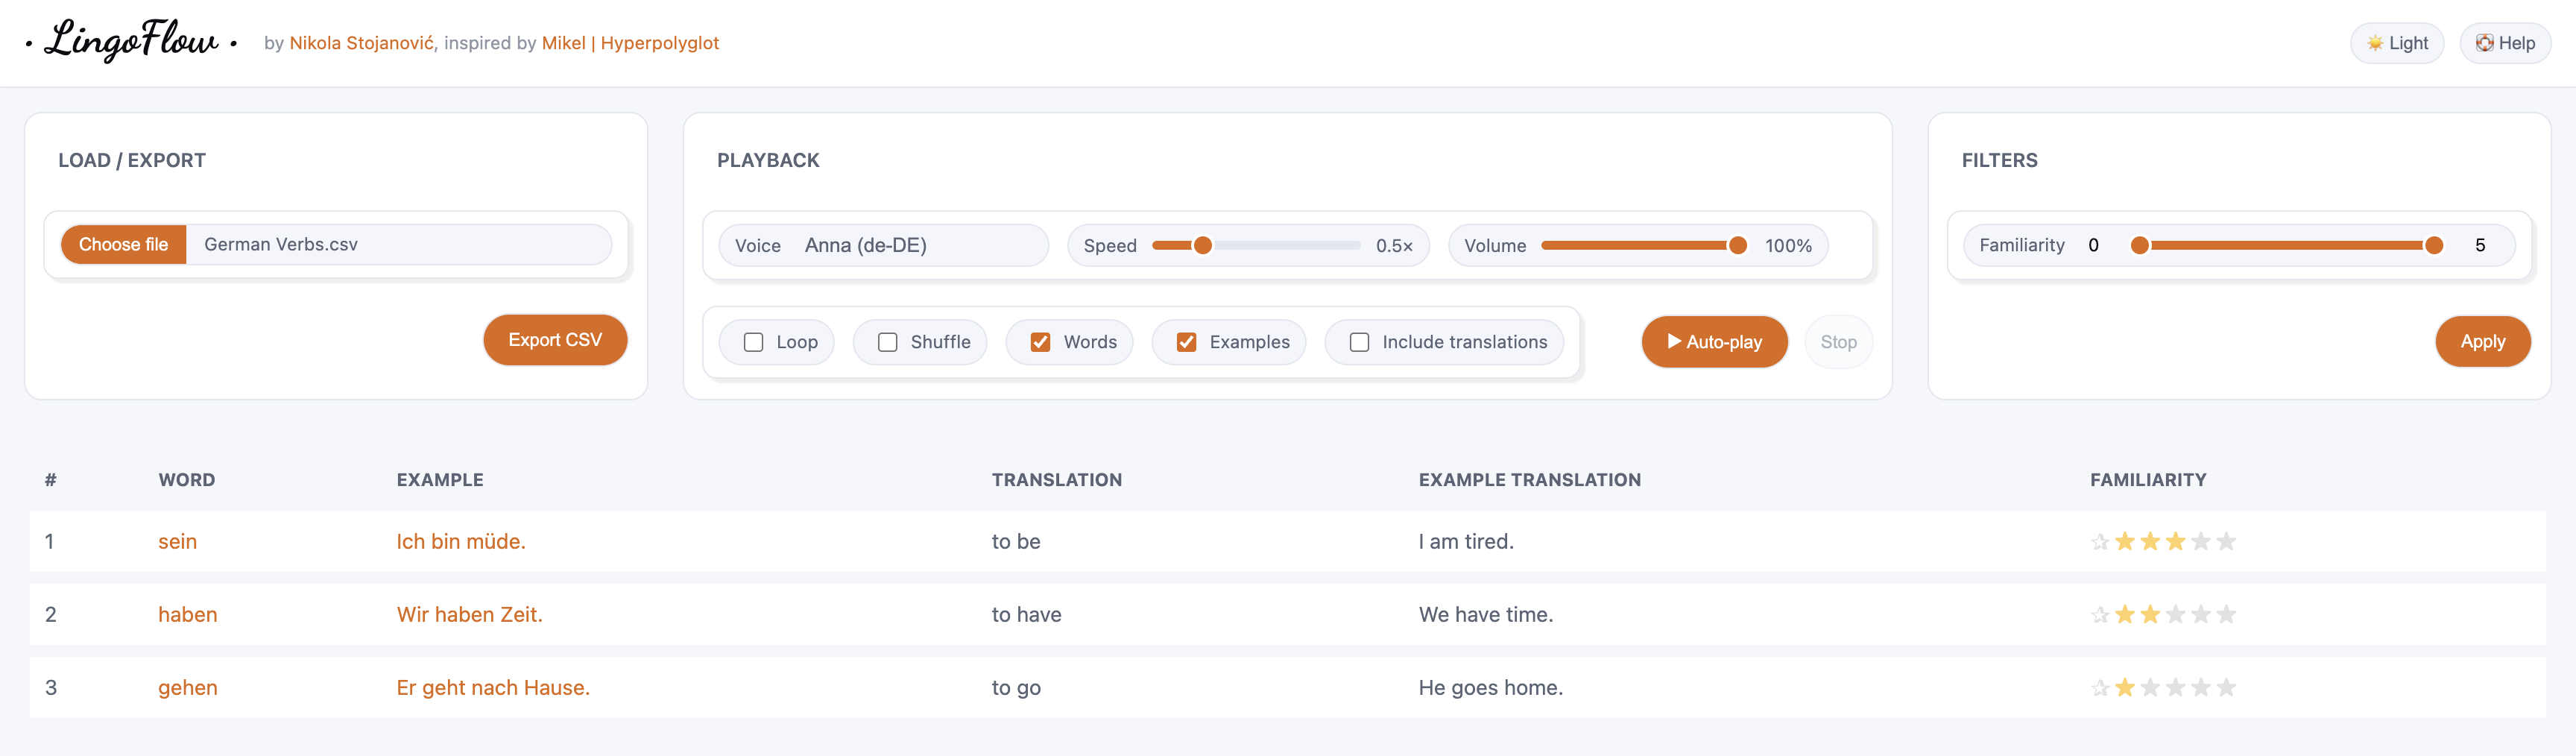 · LingoFlow · by Nikola Stojanović, inspired by Mikel | Hyperpolyglot
Light
Help
LOAD / EXPORT
Choose file German Verbs.csv
Export CSV
PLAYBACK
Voice Anna (de-DE)
Speed 0.5×
Volume 100%
Loop
Shuffle
Words
Examples
Include translations
Auto-play
Stop
FILTERS
Familiarity 0 5
Apply
# WORD EXAMPLE TRANSLATION EXAMPLE TRANSLATION FAMILIARITY
1 sein Ich bin müde. to be I am tired.
2 haben Wir haben Zeit. to have We have time.
3 gehen Er geht nach Hause. to go He goes home.